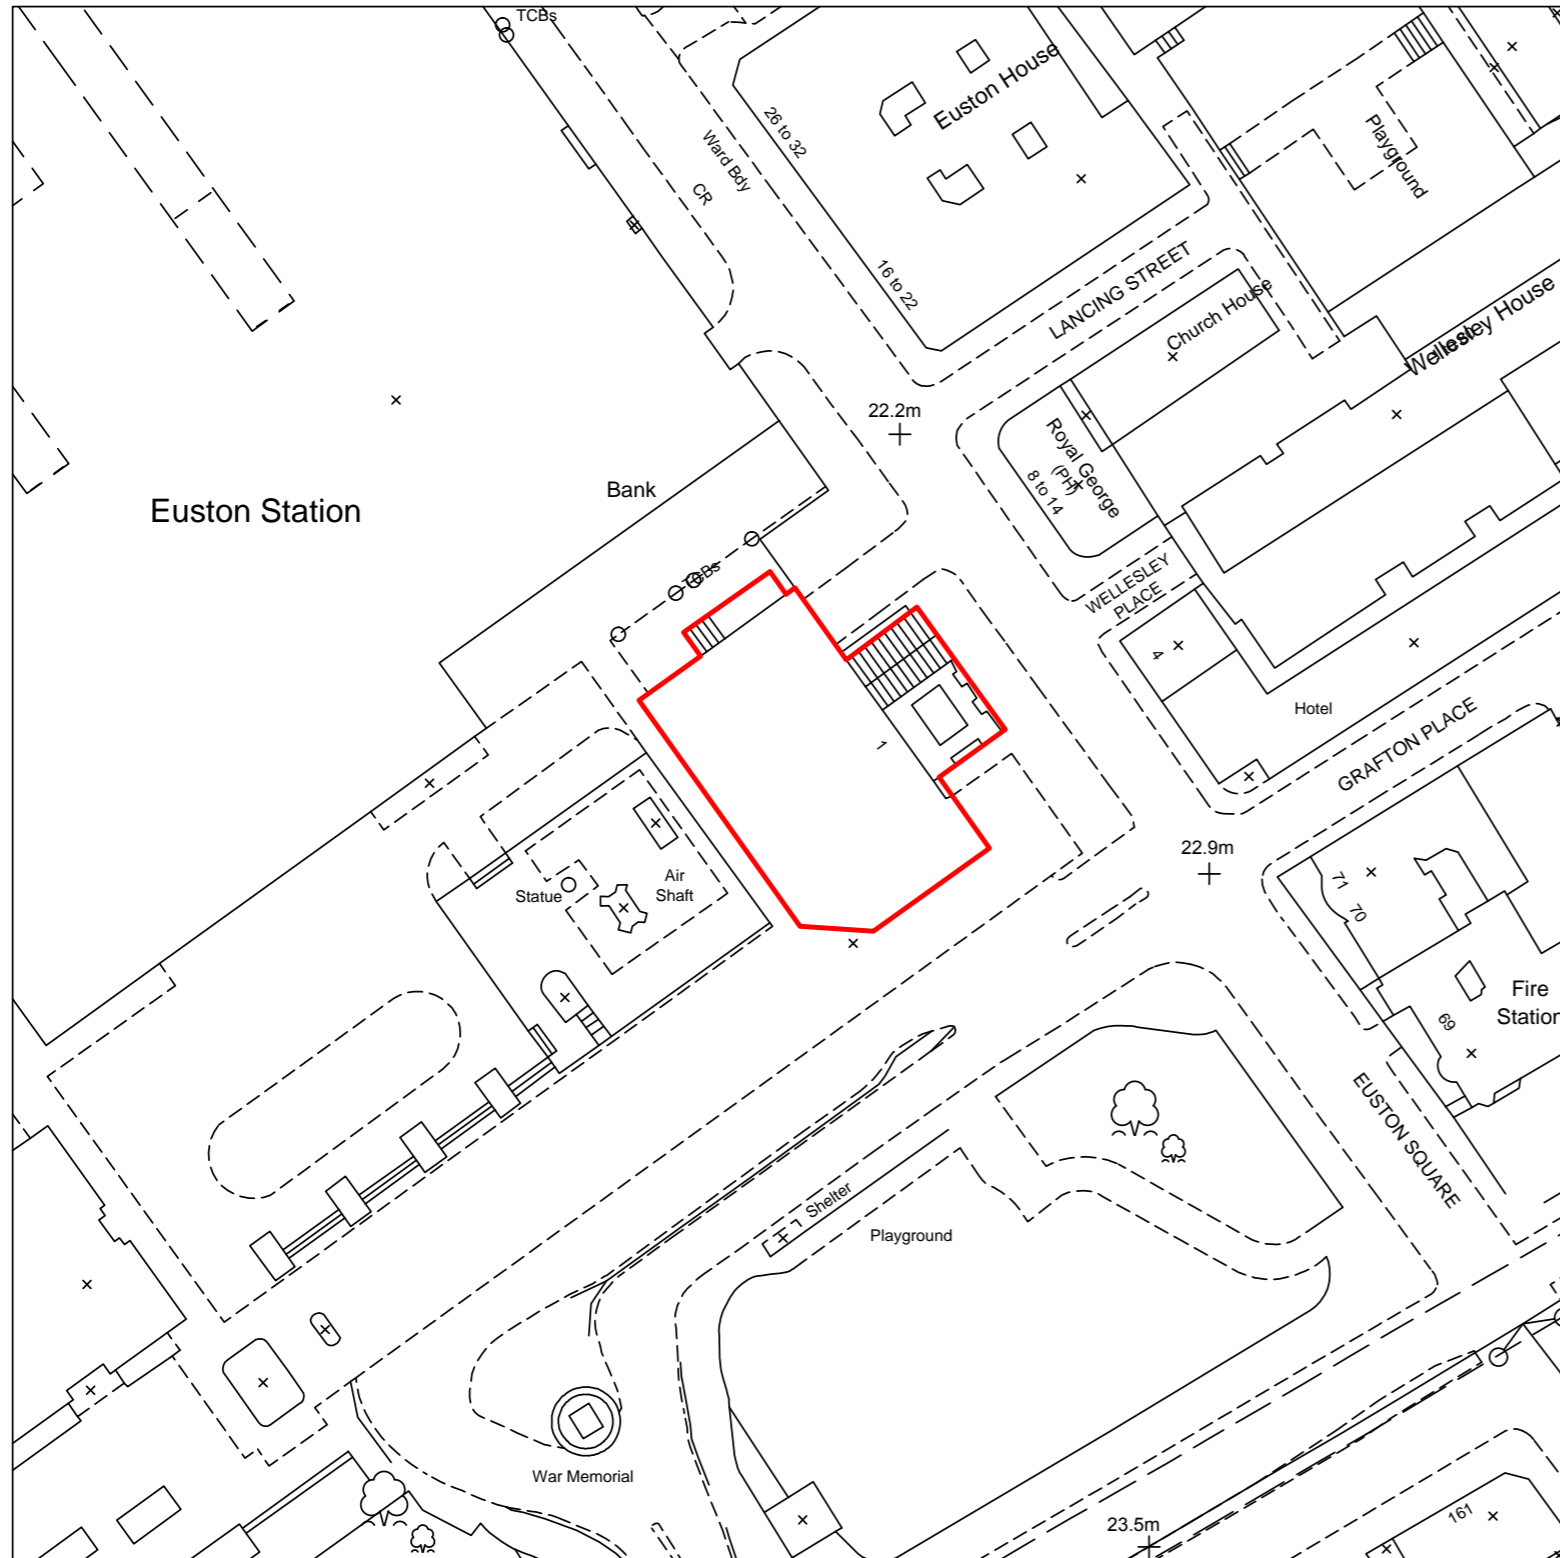 TCBs
Euston House
26 to 32
Ward Bdy
CR
Playground
16 to 22
LANCING STREET
Church House
Wellesley House
22.2m
Royal George
(PH)
8 to 14
Euston Station
Bank
TCBs
WELLESLEY
PLACE
4
Hotel
GRAFTON PLACE
1
22.9m
Statue
Air
Shaft
71
70
69
Fire
Station
EUSTON SQUARE
Shelter
Playground
War Memorial
23.5m
161